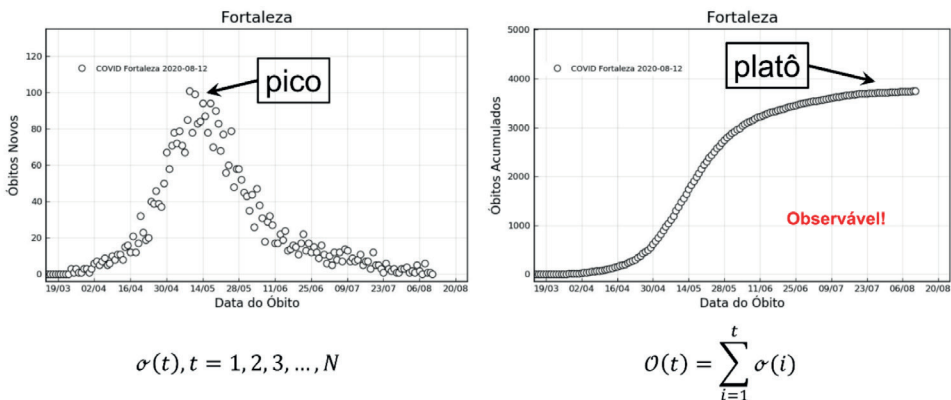 Fortaleza
120
100
80
60
40
20
0
COVID Fortaleza 2020-08-12
pico
Óbitos Novos
19/03 02/04 16/04 30/04 14/05 28/05 11/06 25/06 09/07 23/07 06/08 20/08
Data do Óbito
ℴ(t), t = 1, 2, 3, ..., N
Fortaleza
5000
4000
3000
2000
1000
0
COVID Fortaleza 2020-08-12
platô
Observável!
Óbitos Acumulados
19/03 02/04 16/04 30/04 14/05 28/05 11/06 25/06 09/07 23/07 06/08 20/08
Data do Óbito
𝒪(t) = ∑_{i=1}^{t} ℴ(i)